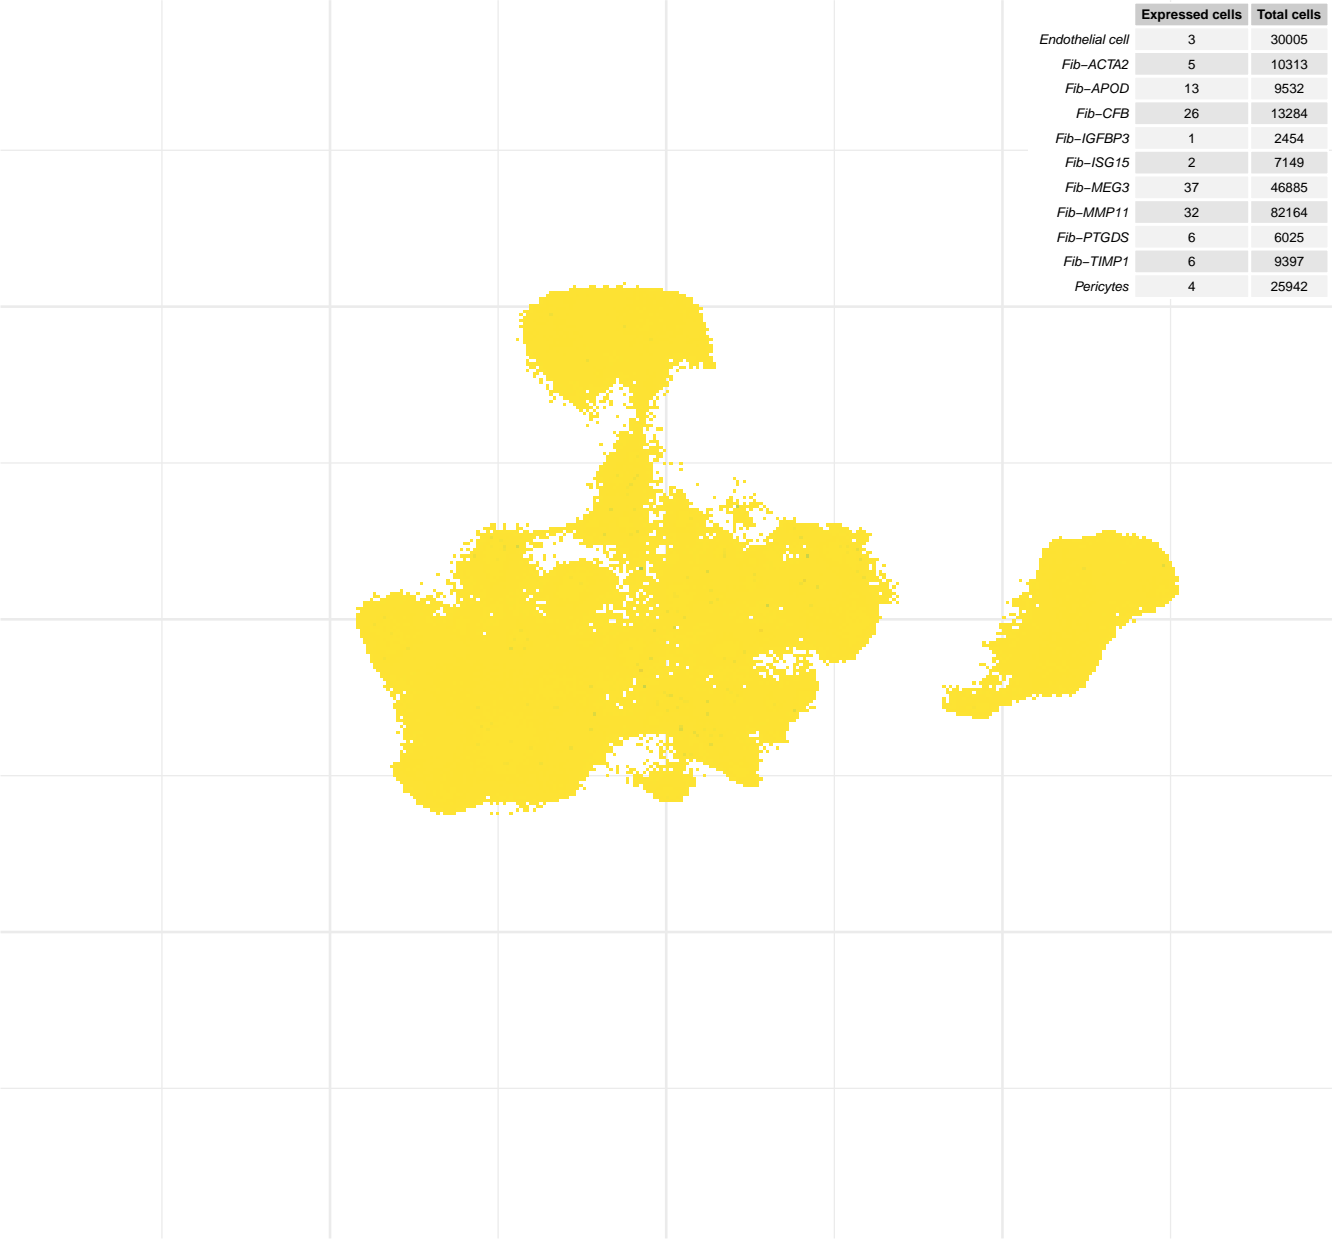 Expressed cells Total cells
Endothelial cell 3 30005
Fib−ACTA2 5 10313
Fib−APOD 13 9532
Fib−CFB 26 13284
Fib−IGFBP3 1 2454
Fib−ISG15 2 7149
Fib−MEG3 37 46885
Fib−MMP11 32 82164
Fib−PTGDS 6 6025
Fib−TIMP1 6 9397
Pericytes 4 25942